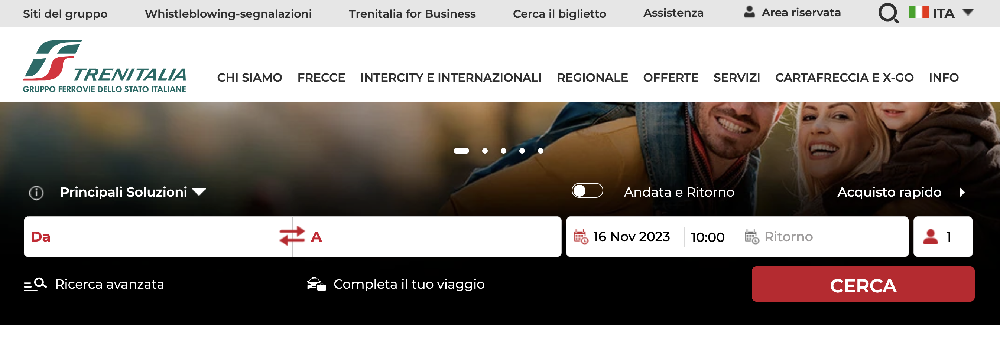 Siti del gruppo Whistleblowing-segnalazioni Trenitalia for Business Cerca il biglietto Assistenza Area riservata ITA
TRENITALIA
GRUPPO FERROVIE DELLO STATO ITALIANE
CHI SIAMO FRECCE INTERCITY E INTERNAZIONALI REGIONALE OFFERTE SERVIZI CARTAFRECCIA E X-GO INFO
Principali Soluzioni Andata e Ritorno Acquisto rapido
Da A 16 Nov 2023 10:00 Ritorno 1
Ricerca avanzata Completa il tuo viaggio CERCA